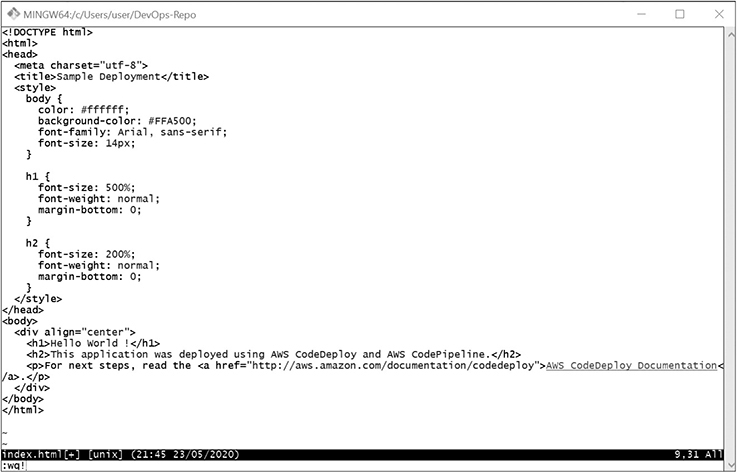 MINGW64:/c/Users/user/DevOps-Repo
<!DOCTYPE html>
<html>
<head>
  <meta charset="utf-8">
  <title>Sample Deployment</title>
  <style>
    body {
      color: #ffffff;
      background-color: #FFA500;
      font-family: Arial, sans-serif;
      font-size: 14px;
    }

    h1 {
      font-size: 500%;
      font-weight: normal;
      margin-bottom: 0;
    }

    h2 {
      font-size: 200%;
      font-weight: normal;
      margin-bottom: 0;
    }
  </style>
</head>
<body>
  <div align="center">
    <h1>Hello World !</h1>
    <h2>This application was deployed using AWS CodeDeploy and AWS CodePipeline.</h2>
    <p>For next steps, read the <a href="http://aws.amazon.com/documentation/codedeploy">AWS CodeDeploy Documentation<
/a>.</p>
  </div>
</body>
</html>

~
~
index.html[+] [unix] (21:45 23/05/2020) 9,31 All
:wq!